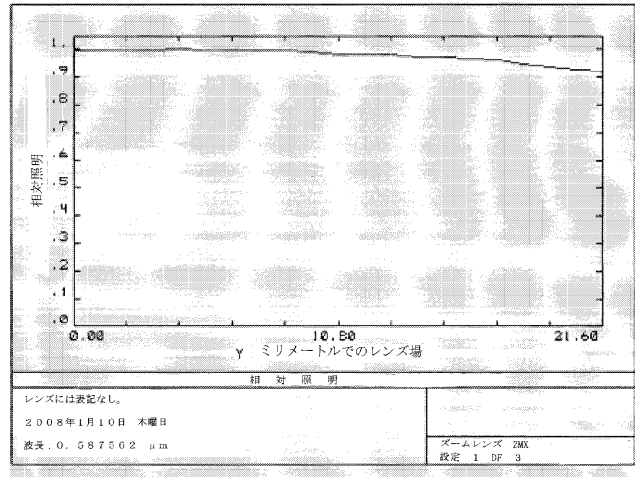 1.
.9
.8
.7
.6
.5
.4
.3
.2
.1
.0
相対照明
0.00 10.80 21.60
Y ミリメートルでのレンズ場
相 対 照 明
レンズには表記なし。
2008年1月10日 木曜日
波長:0.587562 μm
ズームレンズ ZMX
設定 1 DF 3